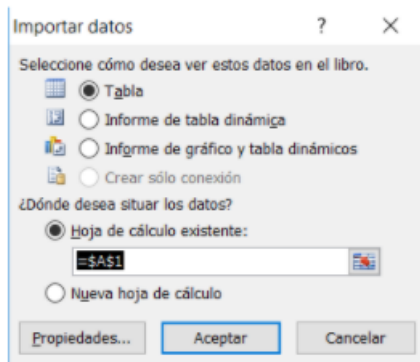 Importar datos ? ×
Seleccione cómo desea ver estos datos en el libro.
Tabla
Informe de tabla dinámica
Informe de gráfico y tabla dinámicos
Crear sólo conexión
¿Dónde desea situar los datos?
Hoja de cálculo existente:
=$A$1
Nueva hoja de cálculo
Propiedades... Aceptar Cancelar